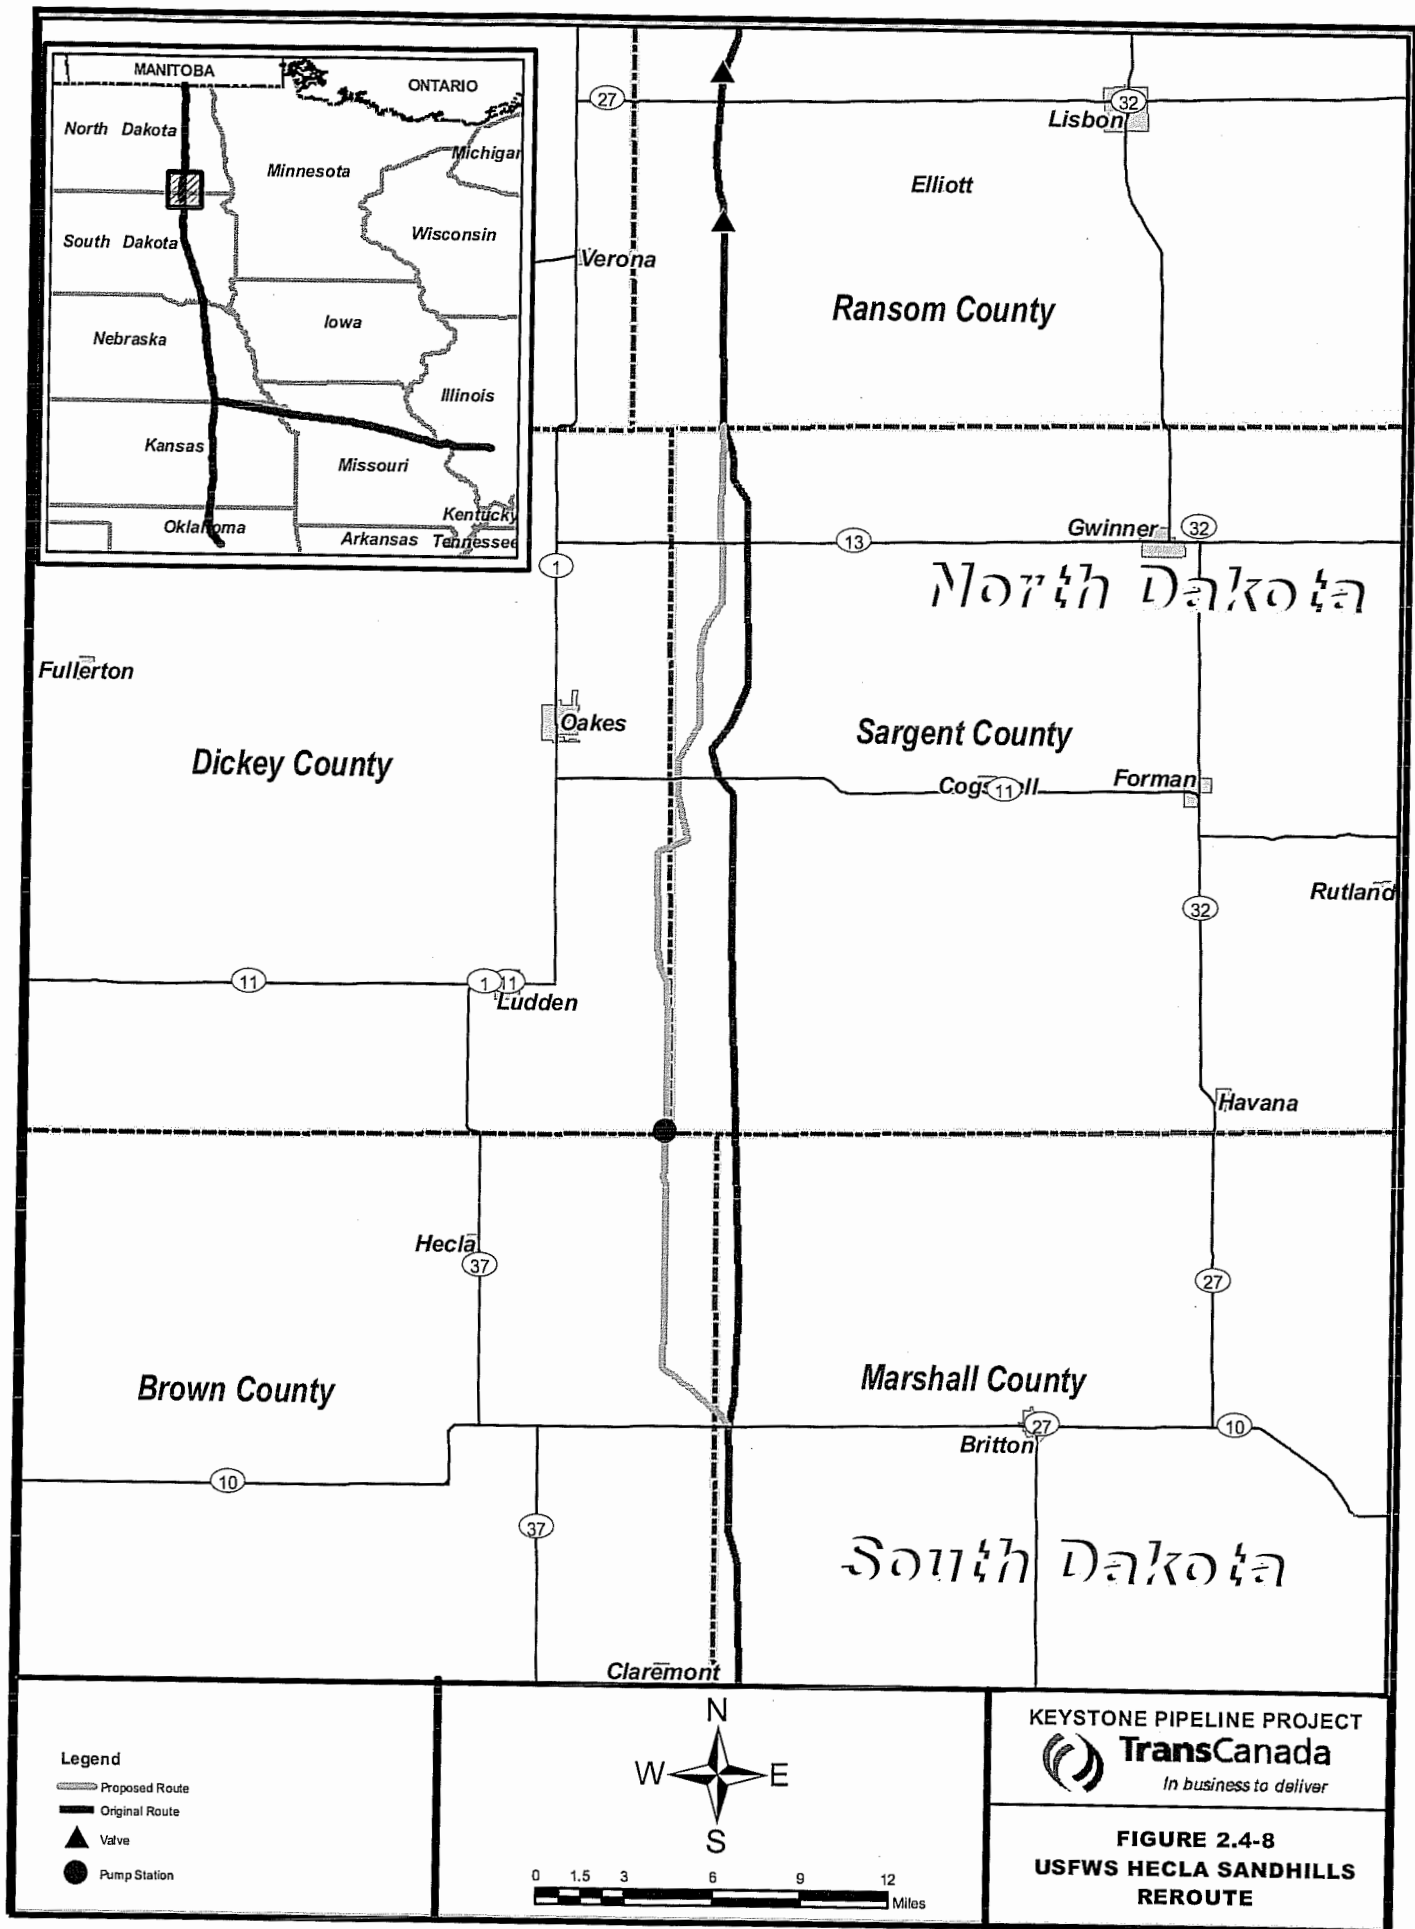 MANITOBA
ONTARIO
North Dakota
Minnesota
Michigan
Wisconsin
South Dakota
Iowa
Nebraska
Illinois
Kansas
Missouri
Kentucky
Oklahoma
Arkansas
Tennessee
27
32
Lisbon
Elliott
Verona
Ransom County
Gwinner
32
13
1
North Dakota
Fullerton
Oakes
Sargent County
Dickey County
Forman
11
Rutland
32
11
1
11
Ludden
Havana
Hecla
37
27
Marshall County
Brown County
27
10
Britton
10
37
South Dakota
Claremont
Legend
Proposed Route
Original Route
Valve
Pump Station
N
W
E
S
0 1.5 3 6 9 12
Miles
KEYSTONE PIPELINE PROJECT
TransCanada
In business to deliver
FIGURE 2.4-8
USFWS HECLA SANDHILLS
REROUTE